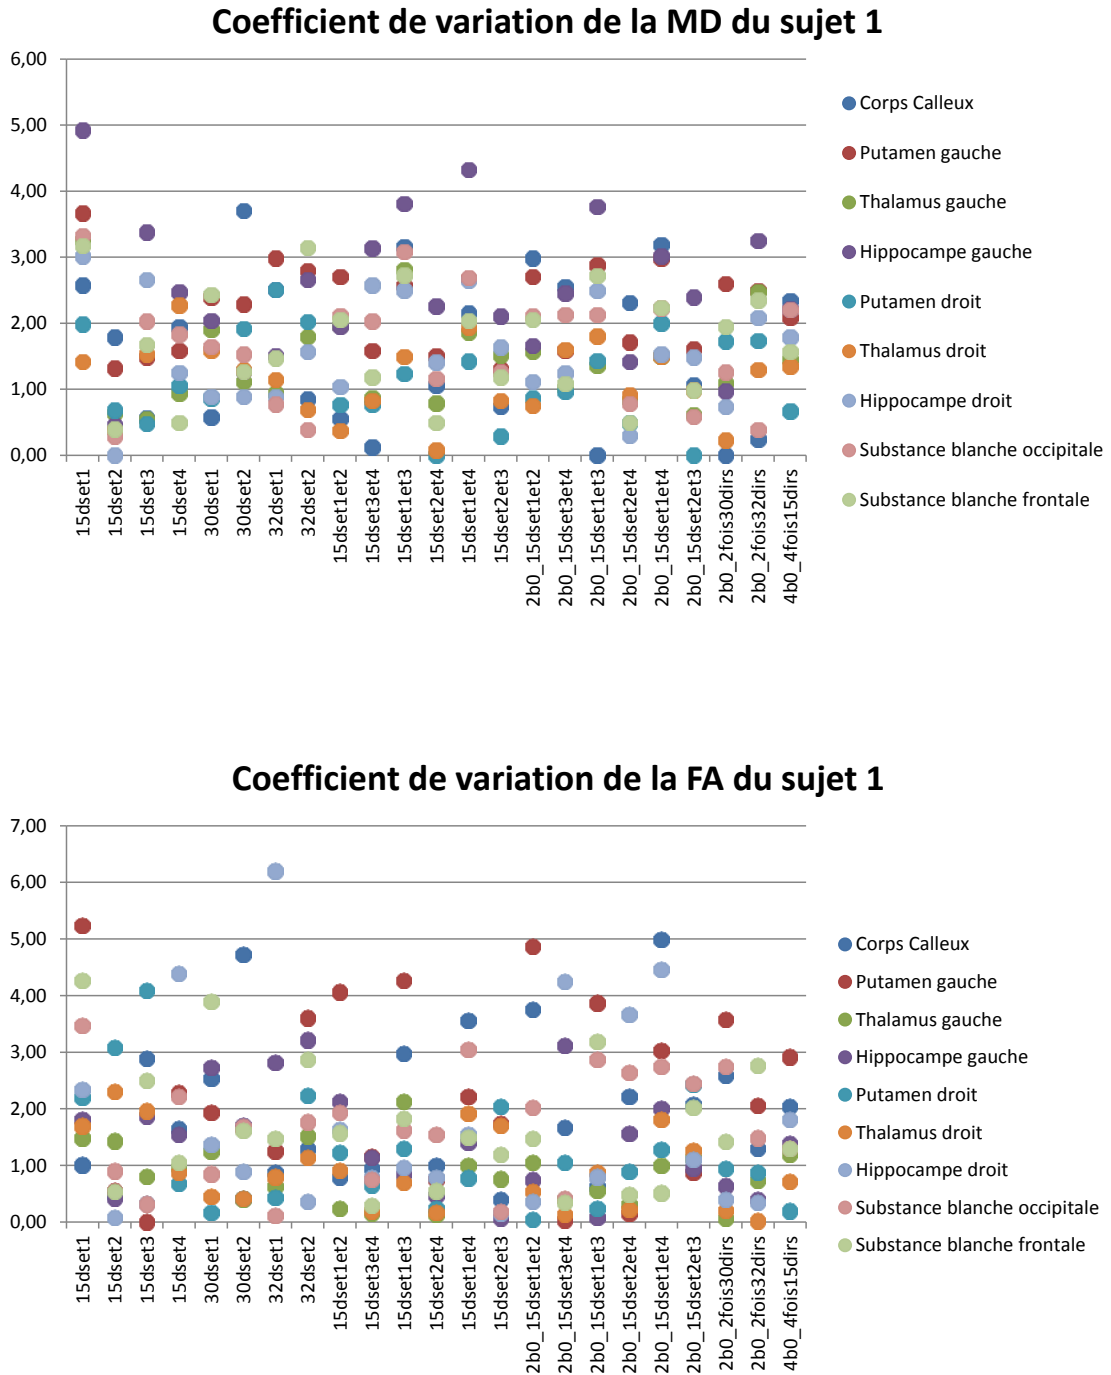 Coefficient de variation de la MD du sujet 1
6,00
5,00
4,00
3,00
2,00
1,00
0,00
15dset1
15dset2
15dset3
15dset4
30dset1
30dset2
32dset1
32dset2
15dset1et2
15dset3et4
15dset1et3
15dset2et4
15dset1et4
15dset2et3
2b0_15dset1et2
2b0_15dset3et4
2b0_15dset1et3
2b0_15dset2et4
2b0_15dset1et4
2b0_15dset2et3
2b0_2fois30dirs
2b0_2fois32dirs
4b0_4fois15dirs
Corps Calleux
Putamen gauche
Thalamus gauche
Hippocampe gauche
Putamen droit
Thalamus droit
Hippocampe droit
Substance blanche occipitale
Substance blanche frontale
Coefficient de variation de la FA du sujet 1
7,00
6,00
5,00
4,00
3,00
2,00
1,00
0,00
15dset1
15dset2
15dset3
15dset4
30dset1
30dset2
32dset1
32dset2
15dset1et2
15dset3et4
15dset1et3
15dset2et4
15dset1et4
15dset2et3
2b0_15dset1et2
2b0_15dset3et4
2b0_15dset1et3
2b0_15dset2et4
2b0_15dset1et4
2b0_15dset2et3
2b0_2fois30dirs
2b0_2fois32dirs
4b0_4fois15dirs
Corps Calleux
Putamen gauche
Thalamus gauche
Hippocampe gauche
Putamen droit
Thalamus droit
Hippocampe droit
Substance blanche occipitale
Substance blanche frontale